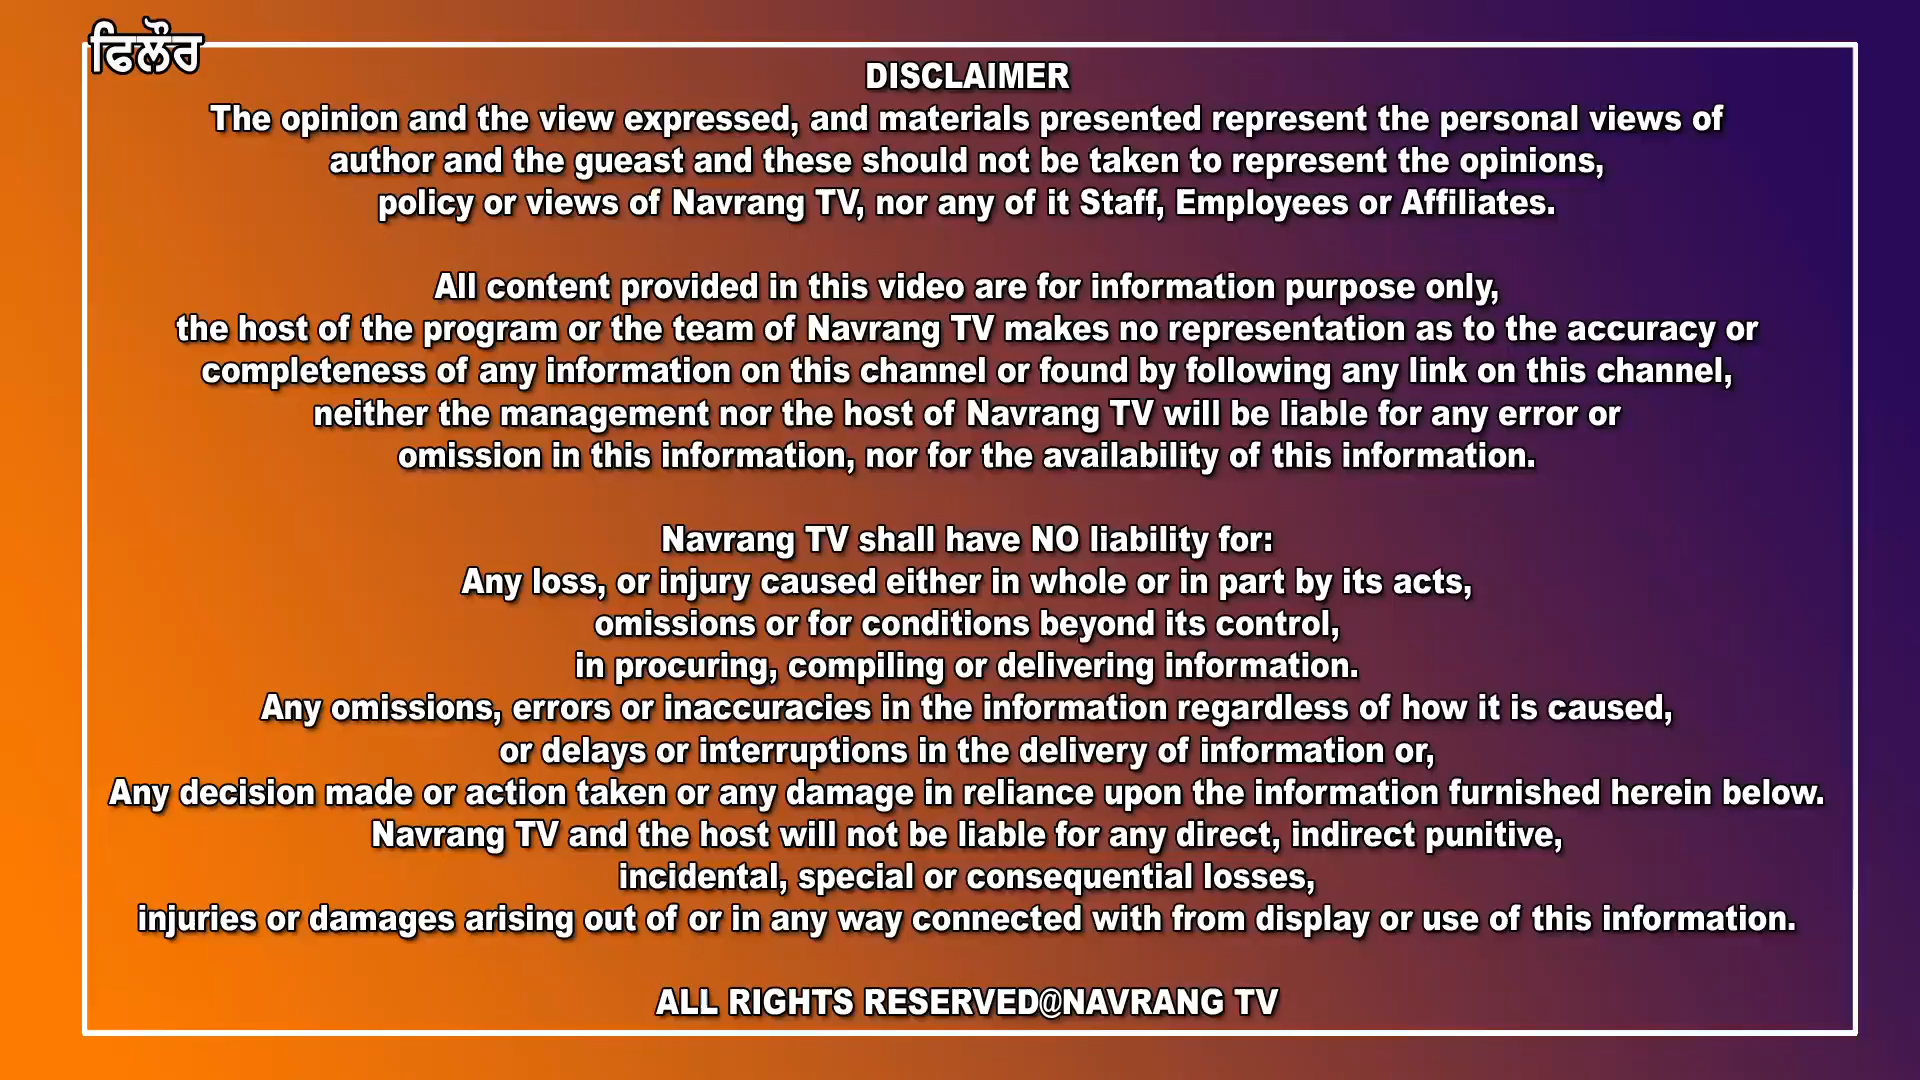 ਫਿਲੌਰ
DISCLAIMER
The opinion and the view expressed, and materials presented represent the personal views of
author and the gueast and these should not be taken to represent the opinions,
policy or views of Navrang TV, nor any of it Staff, Employees or Affiliates.
All content provided in this video are for information purpose only,
the host of the program or the team of Navrang TV makes no representation as to the accuracy or
completeness of any information on this channel or found by following any link on this channel,
neither the management nor the host of Navrang TV will be liable for any error or
omission in this information, nor for the availability of this information.
Navrang TV shall have NO liability for:
Any loss, or injury caused either in whole or in part by its acts,
omissions or for conditions beyond its control,
in procuring, compiling or delivering information.
Any omissions, errors or inaccuracies in the information regardless of how it is caused,
or delays or interruptions in the delivery of information or,
Any decision made or action taken or any damage in reliance upon the information furnished herein below.
Navrang TV and the host will not be liable for any direct, indirect punitive,
incidental, special or consequential losses,
injuries or damages arising out of or in any way connected with from display or use of this information.
ALL RIGHTS RESERVED@NAVRANG TV